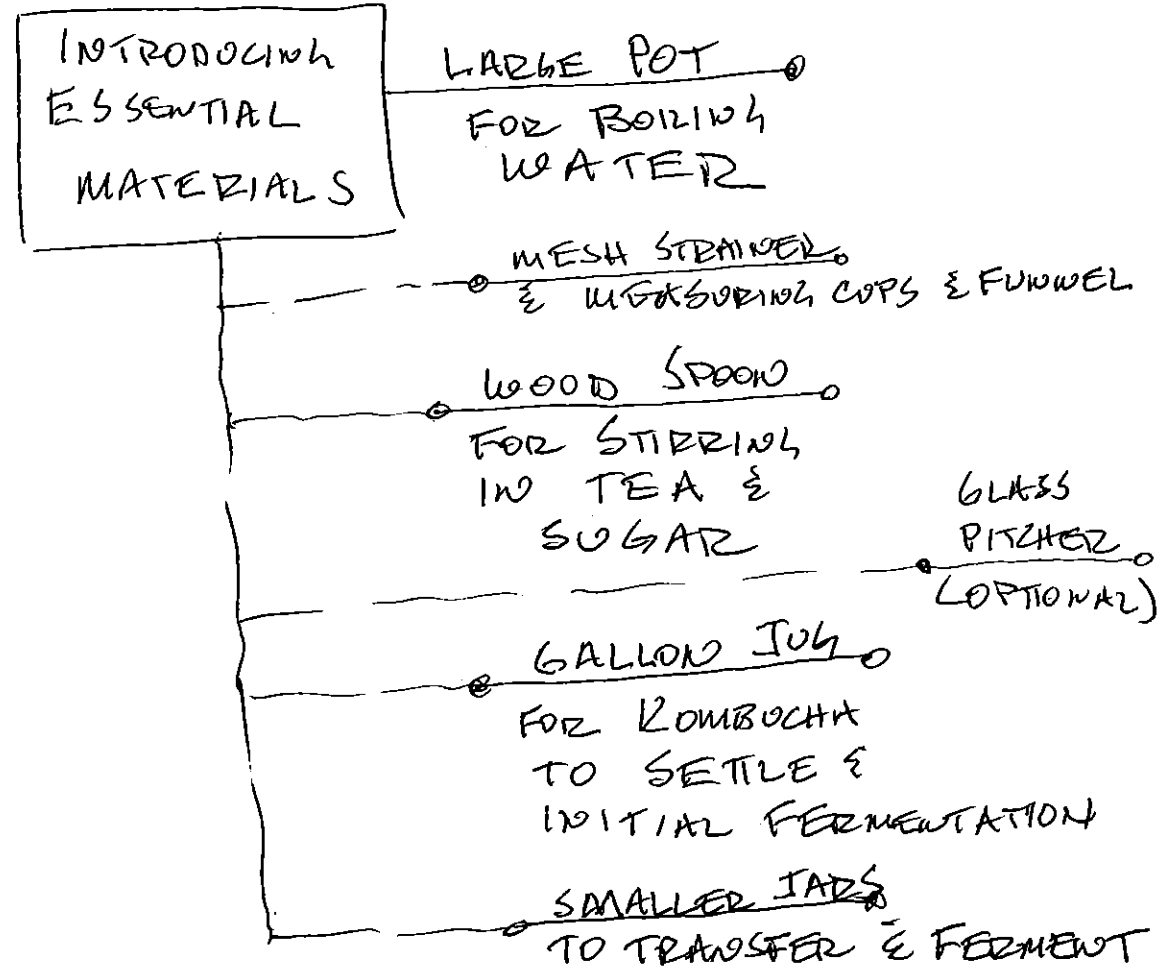 INTRODUCING
ESSENTIAL
MATERIALS
LARGE POT
FOR BOILING
WATER
MESH STRAINER
& MEASURING CUPS & FUNNEL
WOOD SPOON
FOR STIRRING
IN TEA &
SUGAR
GLASS
PITCHER
(OPTIONAL)
GALLON JUG
FOR KOMBUCHA
TO SETTLE &
INITIAL FERMENTATION
SMALLER JARS
TO TRANSFER & FERMENT